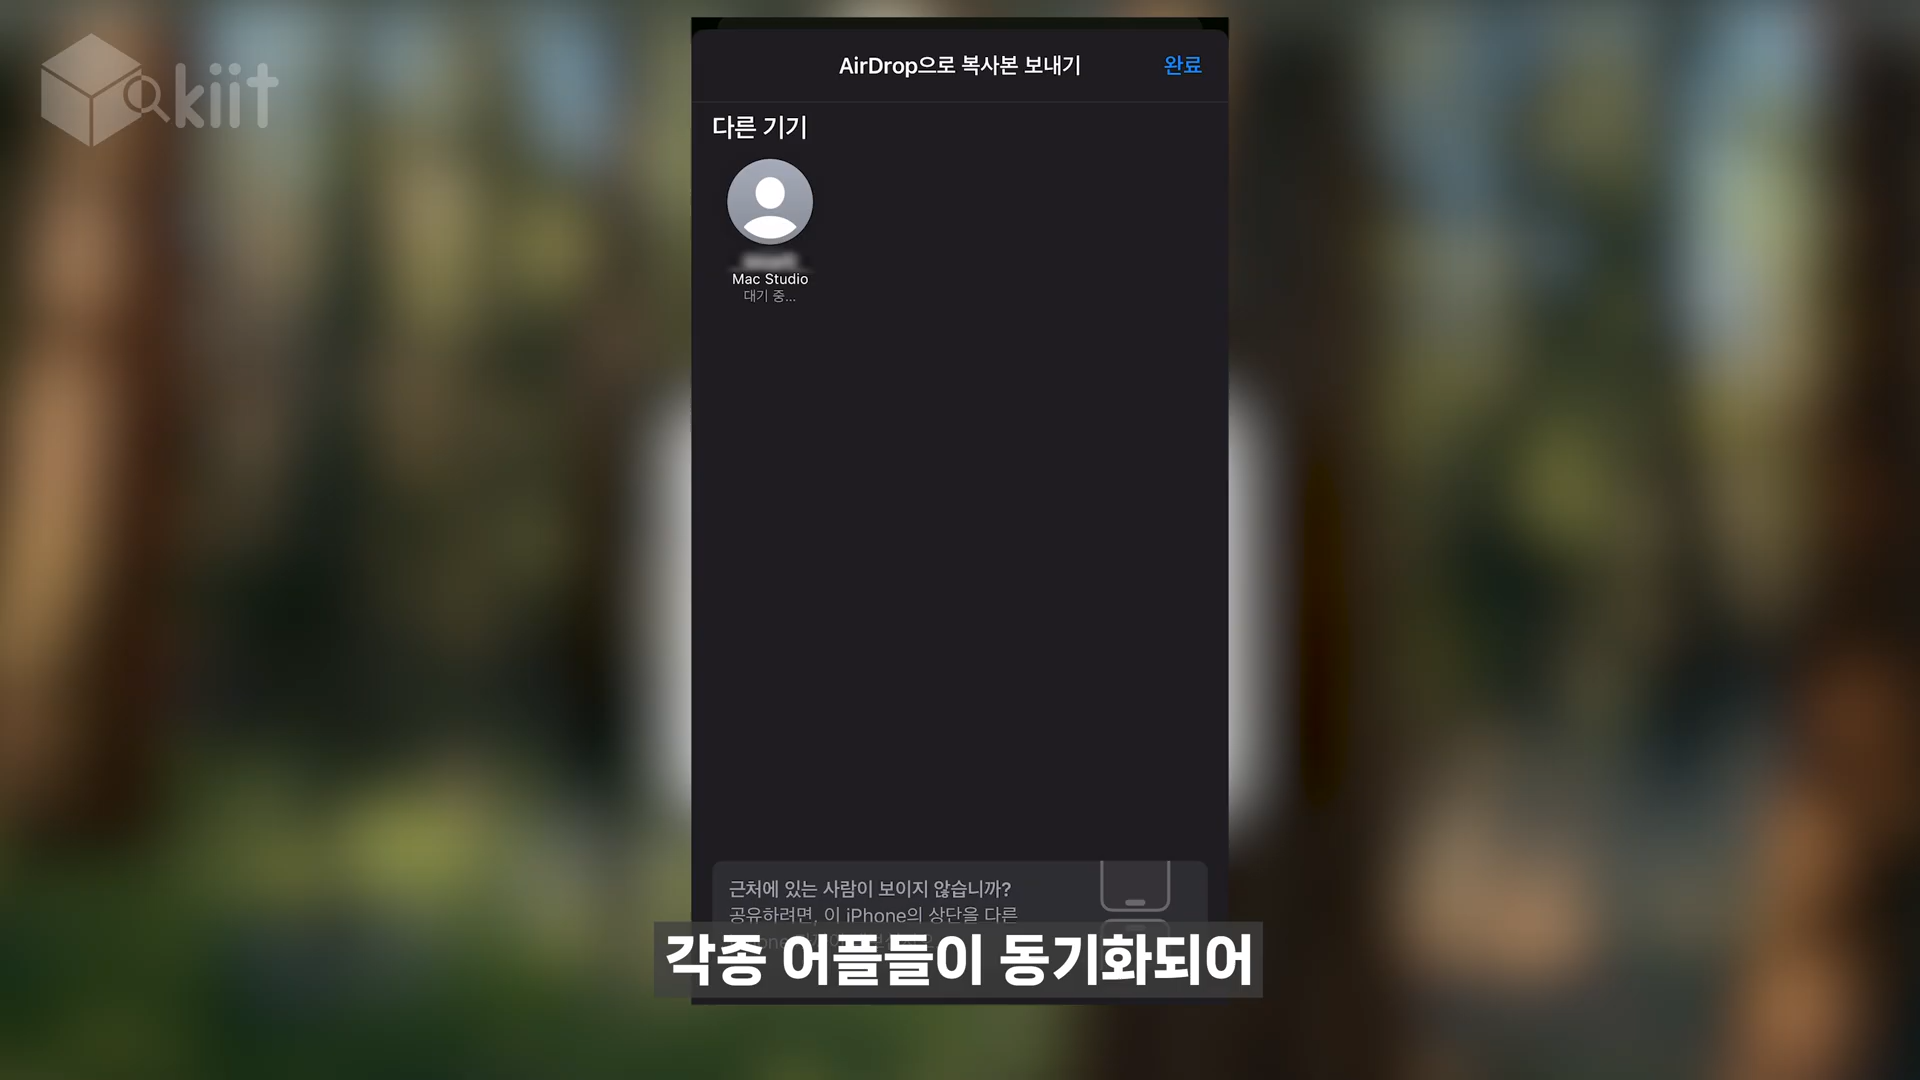 kiit
AirDrop으로 복사본 보내기
완료
다른 기기
Mac Studio
대기 중...
근처에 있는 사람이 보이지 않습니까?
공유하려면, 이 iPhone의 상단을 다른
각종 어플들이 동기화되어